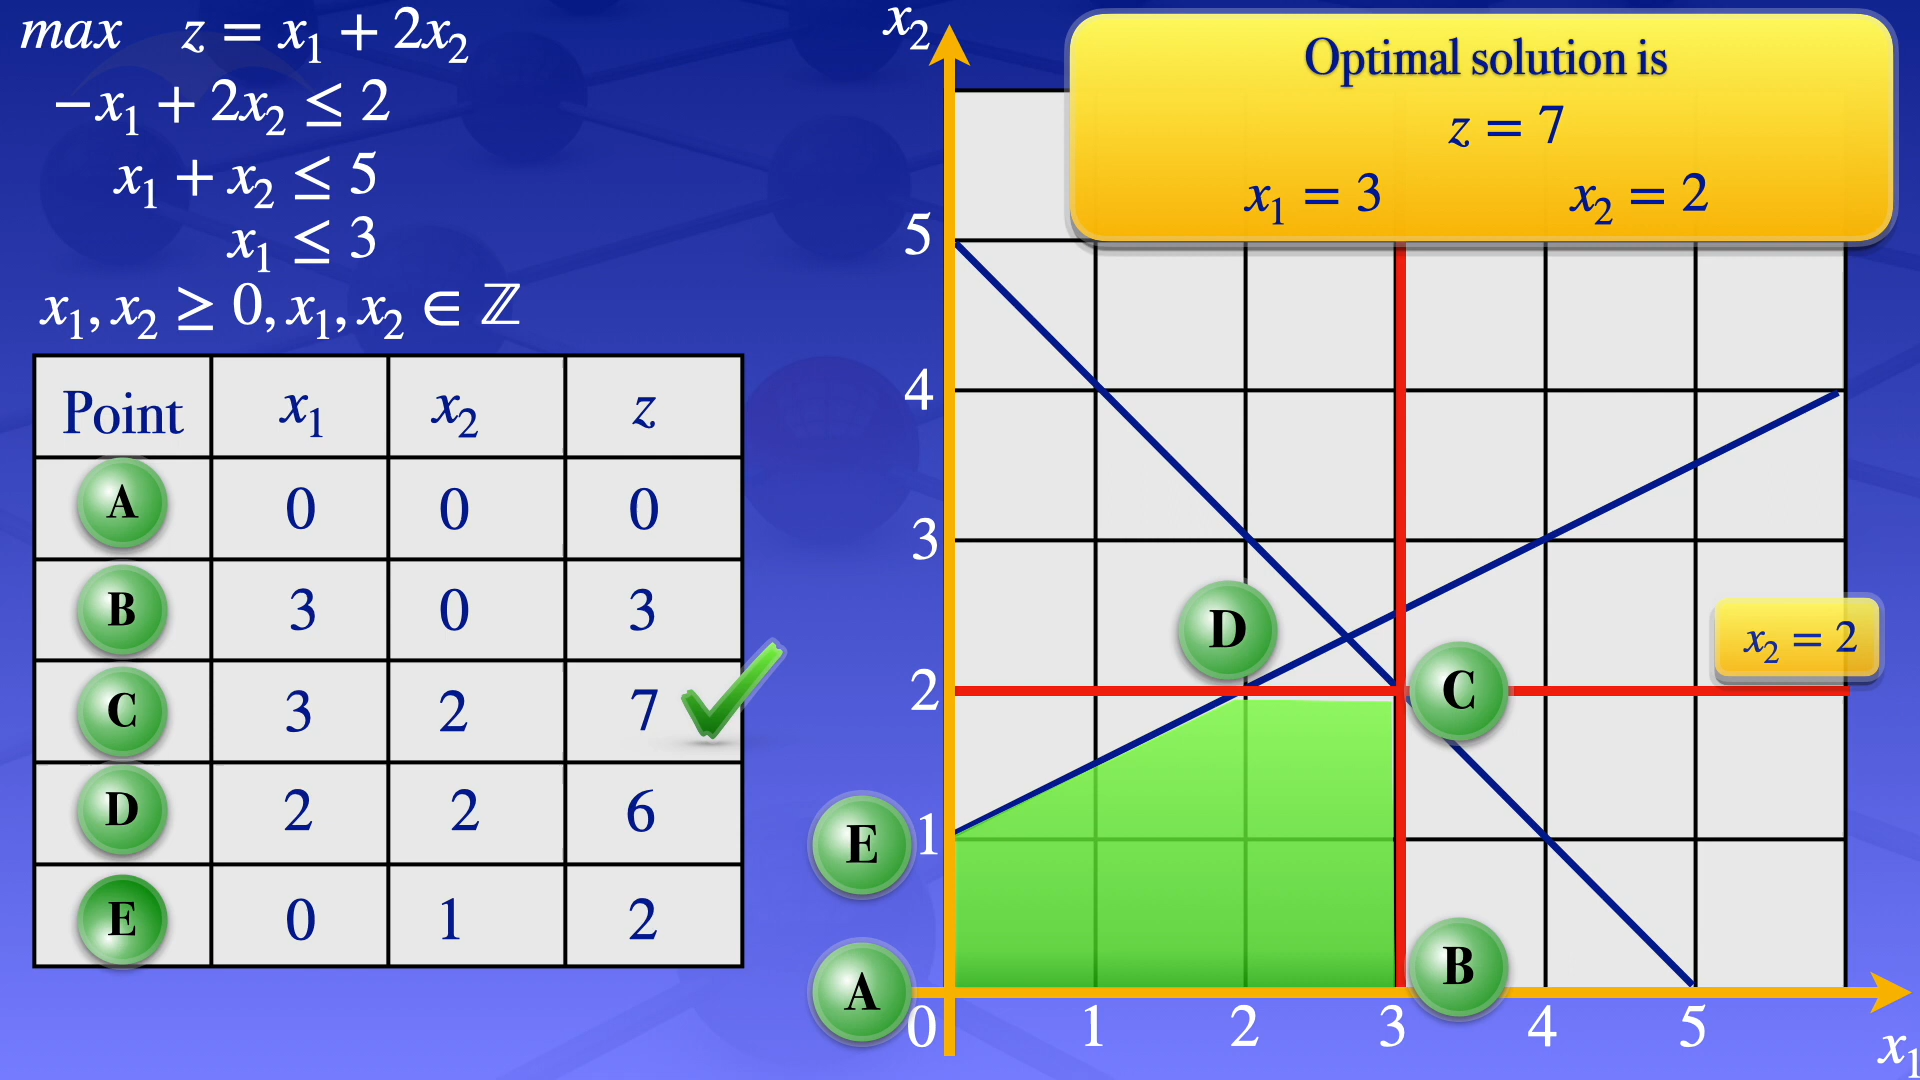 max z = x₁ + 2x₂
−x₁ + 2x₂ ≤ 2
x₁ + x₂ ≤ 5
x₁ ≤ 3
x₁, x₂ ≥ 0, x₁, x₂ ∈ ℤ
Point x₁ x₂ z
A 0 0 0
B 3 0 3
C 3 2 7
D 2 2 6
E 0 1 2
x₂
Optimal solution is
z = 7
x₁ = 3 x₂ = 2
5
4
3
D
x₂ = 2
2
C
E
1
B
A
0 1 2 3 4 5
x₁